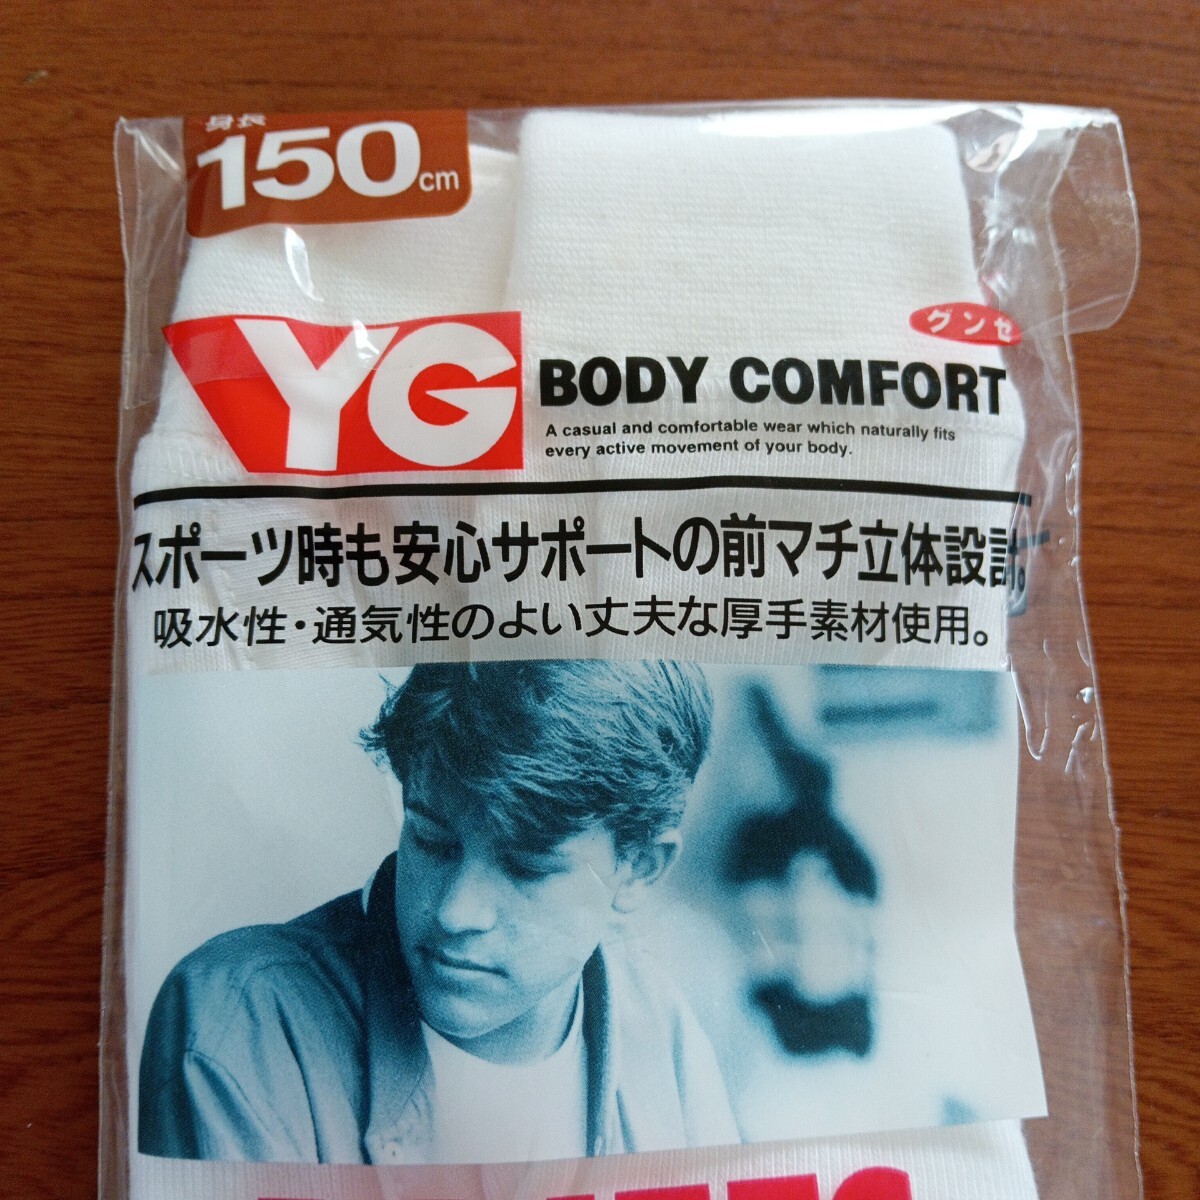 身長
150cm
グンゼ
YG
BODY COMFORT
A casual and comfortable wear which naturally fits
every active movement of your body.
スポーツ時も安心サポートの前マチ立体設計。
吸水性・通気性のよい丈夫な厚手素材使用。